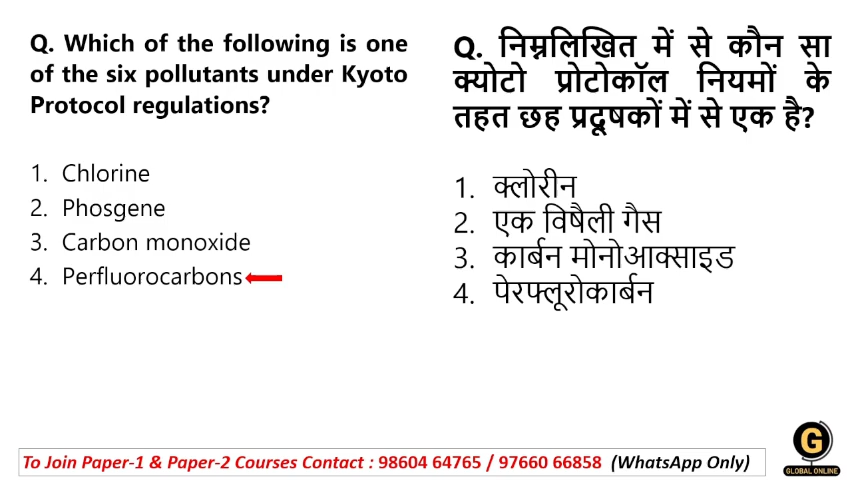 Q. Which of the following is one
of the six pollutants under Kyoto
Protocol regulations?
1. Chlorine
2. Phosgene
3. Carbon monoxide
4. Perfluorocarbons
Q. निम्नलिखित में से कौन सा
क्योटो प्रोटोकॉल नियमों के
तहत छह प्रदूषकों में से एक है?
1. क्लोरीन
2. एक विषैली गैस
3. कार्बन मोनोआक्साइड
4. पेरफ्लूरोकार्बन
To Join Paper-1 & Paper-2 Courses Contact : 98604 64765 / 97660 66858 (WhatsApp Only)
G
GLOBAL ONLINE